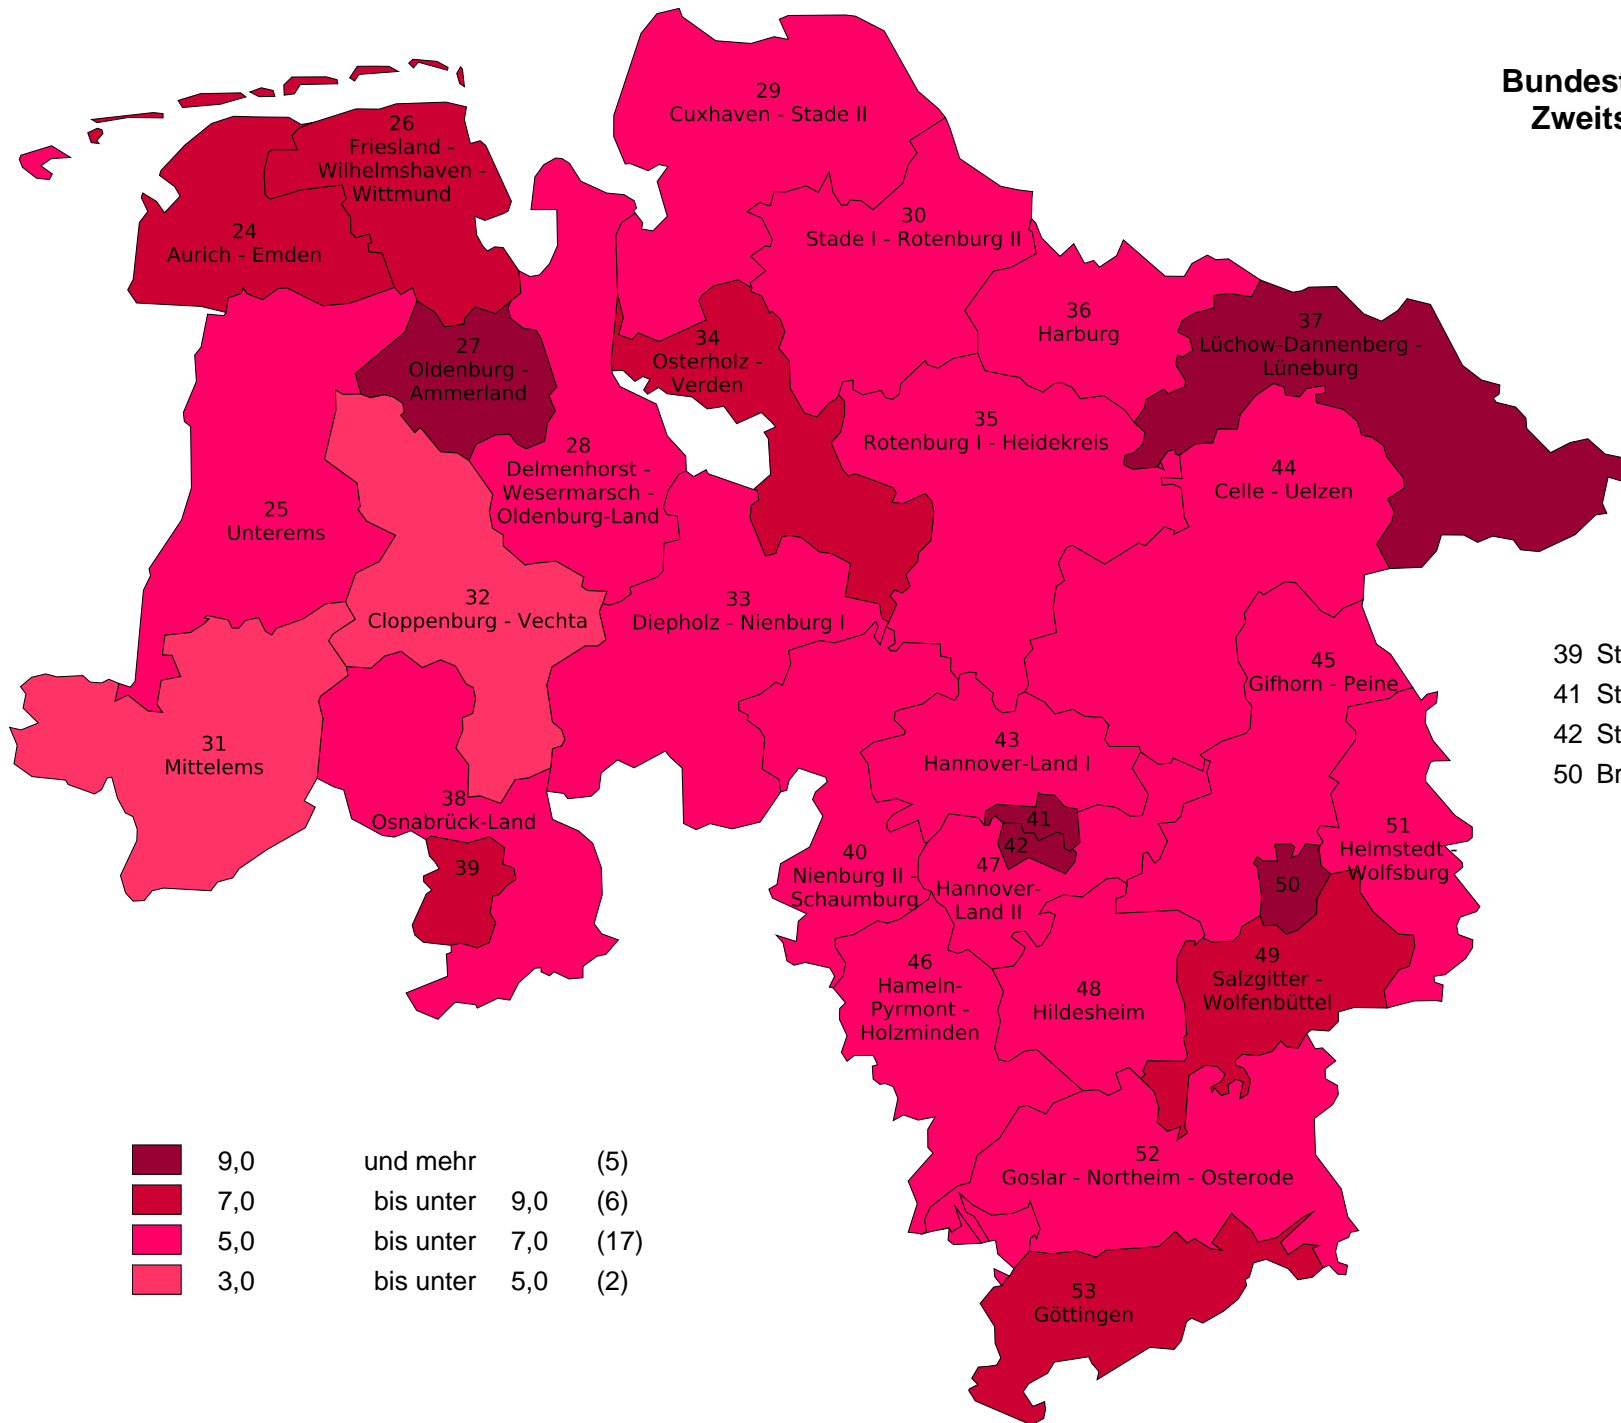 Bundest
Zweits
29
Cuxhaven - Stade II
26
Friesland -
Wilhelmshaven -
Wittmund
24
Aurich - Emden
30
Stade I - Rotenburg II
36
Harburg
37
Lüchow-Dannenberg -
Lüneburg
27
Oldenburg -
Ammerland
34
Osterholz -
Verden
35
Rotenburg I - Heidekreis
28
Delmenhorst -
Wesermarsch -
Oldenburg-Land
44
Celle - Uelzen
25
Unterems
32
Cloppenburg - Vechta
33
Diepholz - Nienburg I
45
Gifhorn - Peine
39 St
41 St
42 St
50 Br
31
Mittelems
43
Hannover-Land I
38
Osnabrück-Land
39
41
42
40
Nienburg II -
Schaumburg
47
Hannover-
Land II
51
Helmstedt -
Wolfsburg
50
46
Hameln-
Pyrmont -
Holzminden
48
Hildesheim
49
Salzgitter -
Wolfenbüttel
52
Goslar - Northeim - Osterode
53
Göttingen
9,0 und mehr (5)
7,0 bis unter 9,0 (6)
5,0 bis unter 7,0 (17)
3,0 bis unter 5,0 (2)